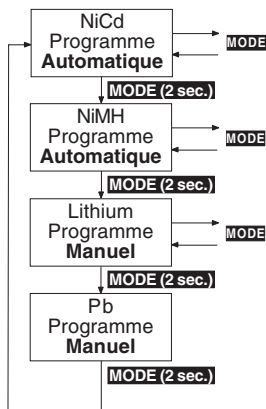 NiCd
Programme
Automatique
MODE
MODE (2 sec.)
NiMH
Programme
Automatique
MODE
MODE (2 sec.)
Lithium
Programme
Manuel
MODE
MODE (2 sec.)
Pb
Programme
Manuel
MODE (2 sec.)